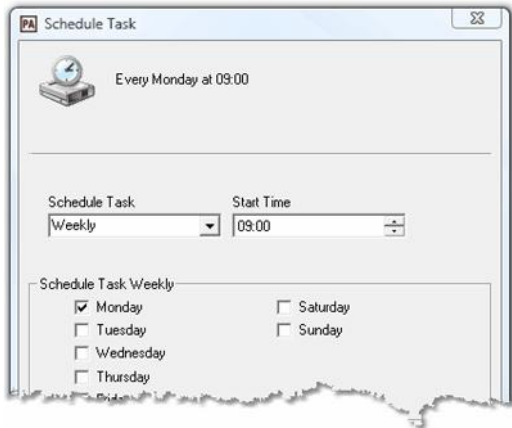 PA Schedule Task
Every Monday at 09:00
Schedule Task
Start Time
Weekly
09:00
Schedule Task Weekly
Monday
Saturday
Tuesday
Sunday
Wednesday
Thursday